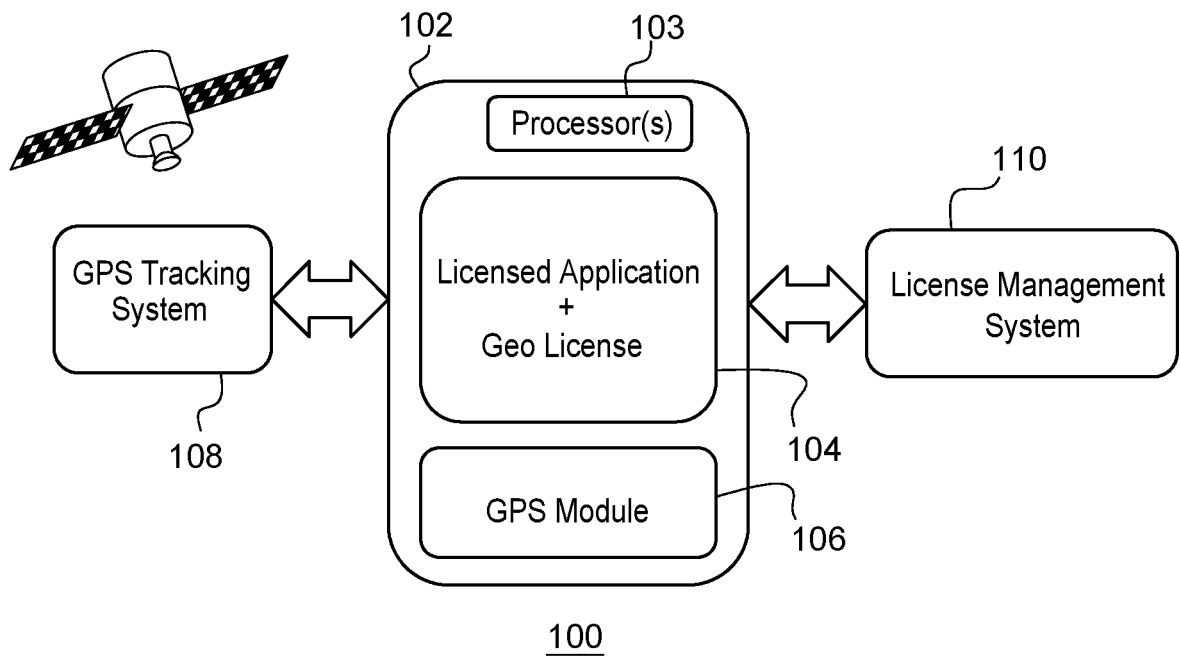 102
103
Processor(s)
110
GPS Tracking
System
Licensed Application
+
Geo License
License Management
System
108
104
GPS Module
106
100